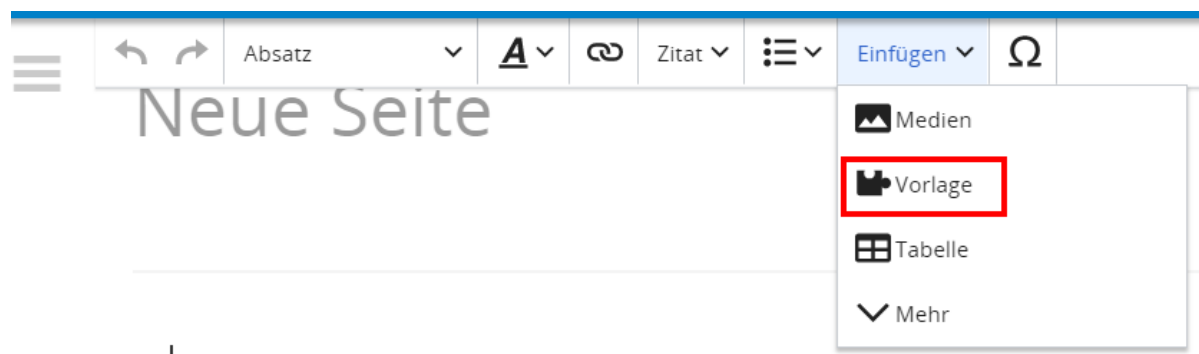 Absatz A Zitat Einfügen Ω
Neue Seite
Medien
Vorlage
Tabelle
Mehr